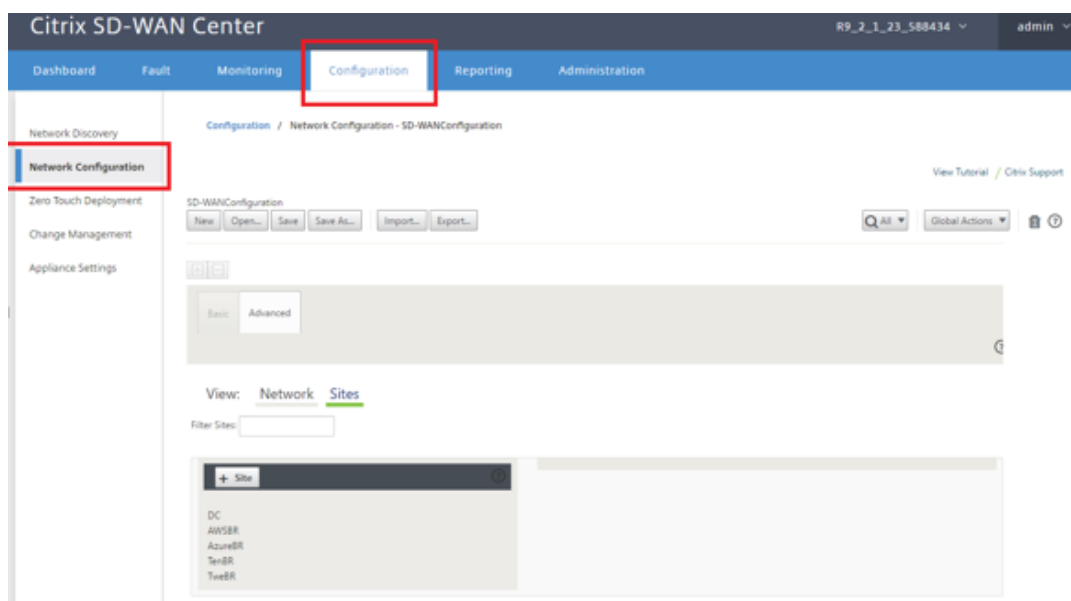 Citrix SD-WAN Center
R9_2_1_23_588434
admin
Dashboard
Fault
Monitoring
Configuration
Reporting
Administration
Network Discovery
Network Configuration
Zero Touch Deployment
Change Management
Appliance Settings
Configuration / Network Configuration - SD-WANConfiguration
View Tutorial / Citrix Support
SD-WANConfiguration
New
Open...
Save
Save As...
Import...
Export...
All
Global Actions
Basic
Advanced
View:
Network
Sites
Filter Sites:
+ Site
DC
AWSBR
AzureBR
TenBR
TweBR